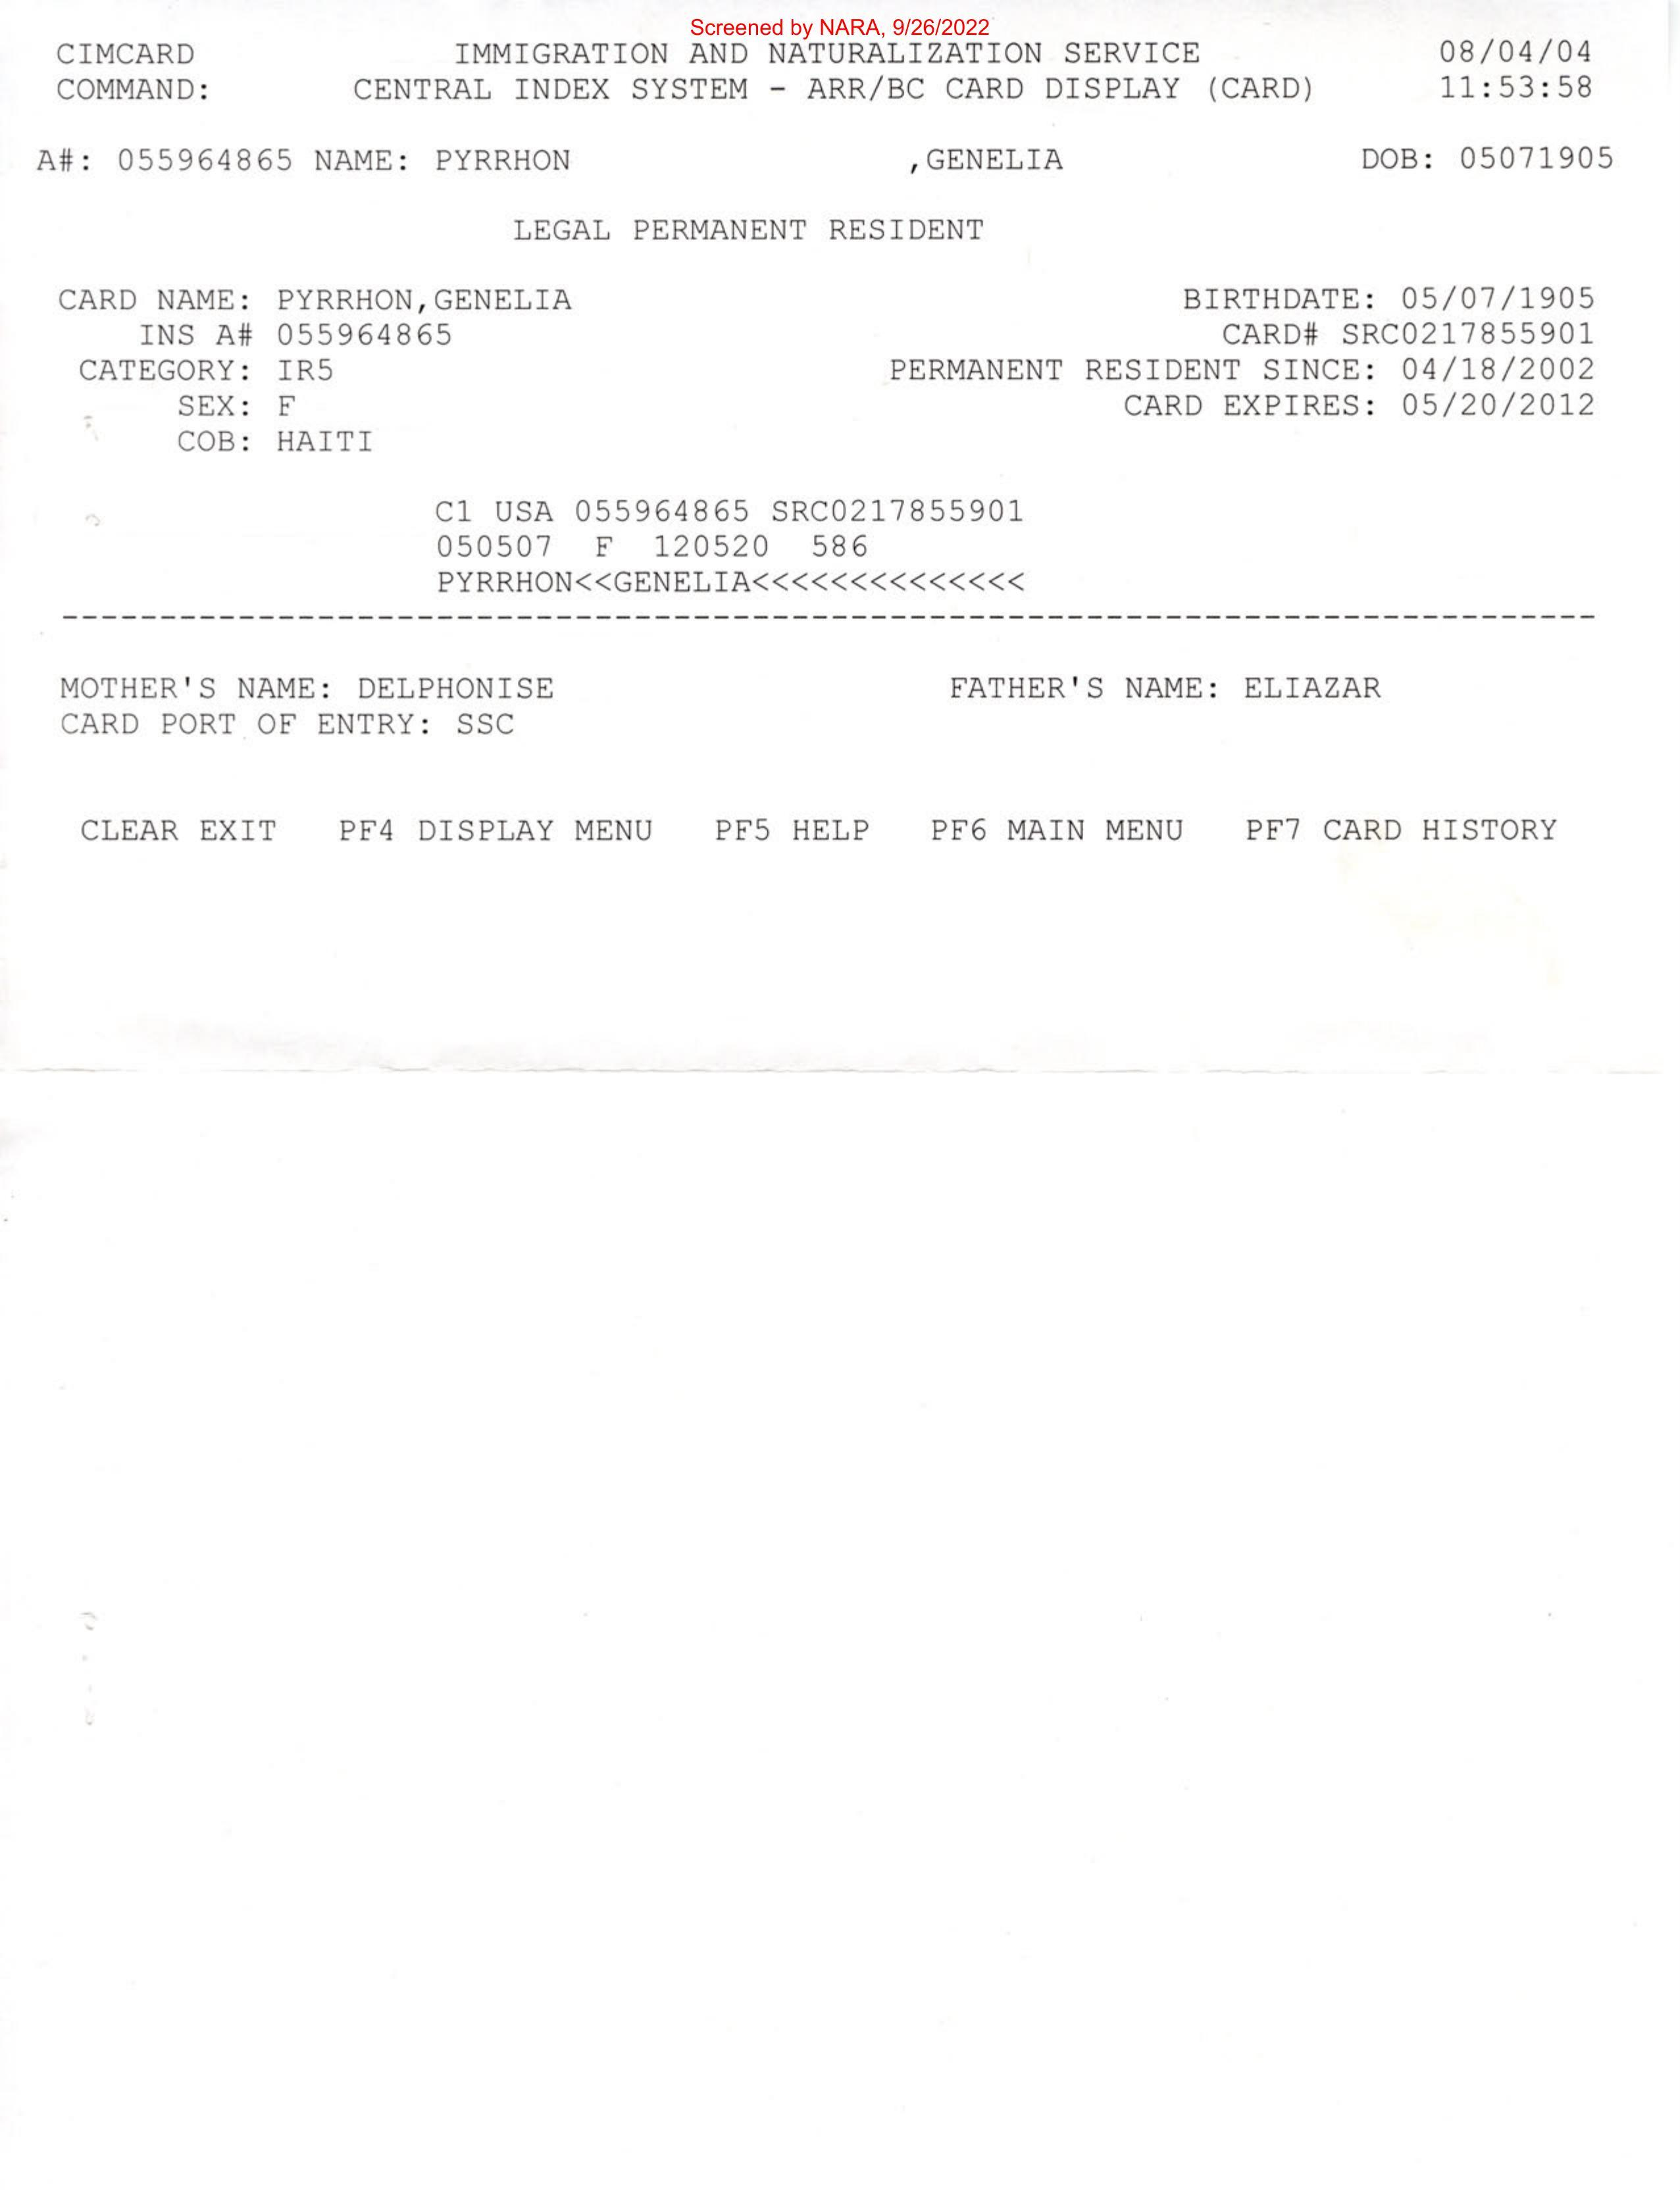 Screened by NARA, 9/26/2022
CIMCARD IMMIGRATION AND NATURALIZATION SERVICE 08/04/04
COMMAND: CENTRAL INDEX SYSTEM - ARR/BC CARD DISPLAY (CARD) 11:53:58
A#: 055964865 NAME: PYRRHON ,GENELIA DOB: 05071905
LEGAL PERMANENT RESIDENT
CARD NAME: PYRRHON,GENELIA BIRTHDATE: 05/07/1905
INS A# 055964865 CARD# SRC0217855901
CATEGORY: IR5 PERMANENT RESIDENT SINCE: 04/18/2002
SEX: F CARD EXPIRES: 05/20/2012
COB: HAITI
C1 USA 055964865 SRC0217855901
050507 F 120520 586
PYRRHON<<GENELIA<<<<<<<<<<<<<<
------------------------------------------------------------------------------
MOTHER'S NAME: DELPHONISE FATHER'S NAME: ELIAZAR
CARD PORT OF ENTRY: SSC
CLEAR EXIT PF4 DISPLAY MENU PF5 HELP PF6 MAIN MENU PF7 CARD HISTORY